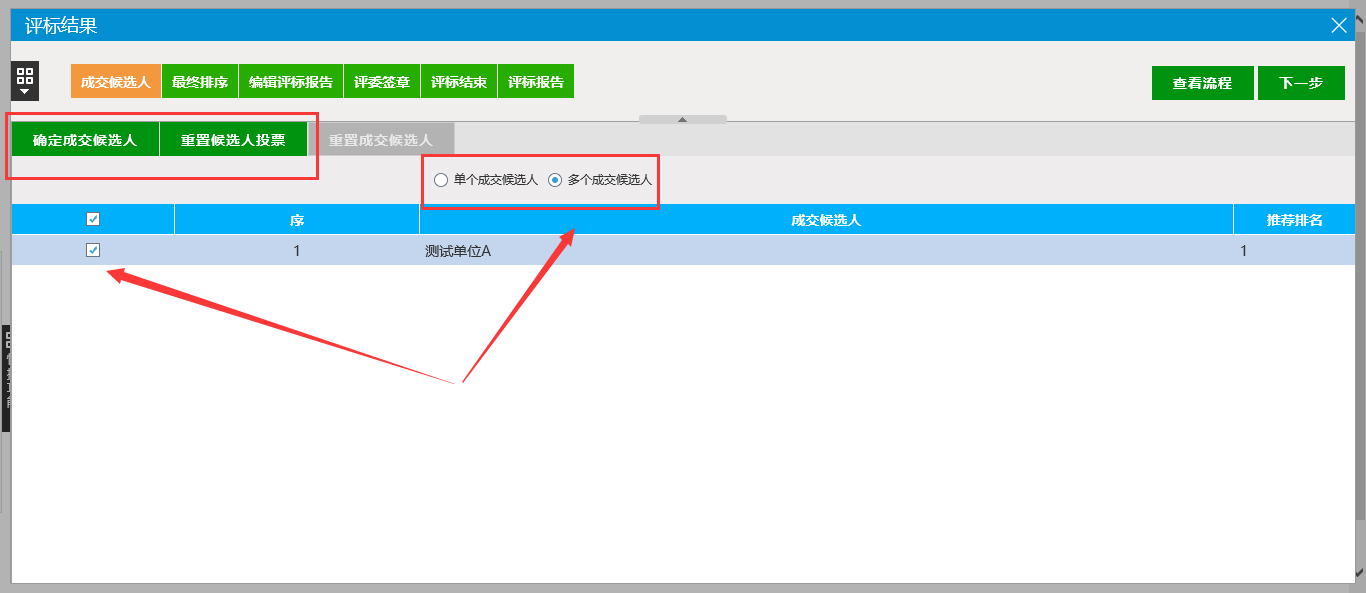 评标结果
成交候选人 最终排序 编辑评标报告 评委签章 评标结束 评标报告 查看流程 下一步
确定成交候选人 重置候选人投票 重置成交候选人
单个成交候选人 多个成交候选人
序 成交候选人 推荐排名
1 测试单位A 1